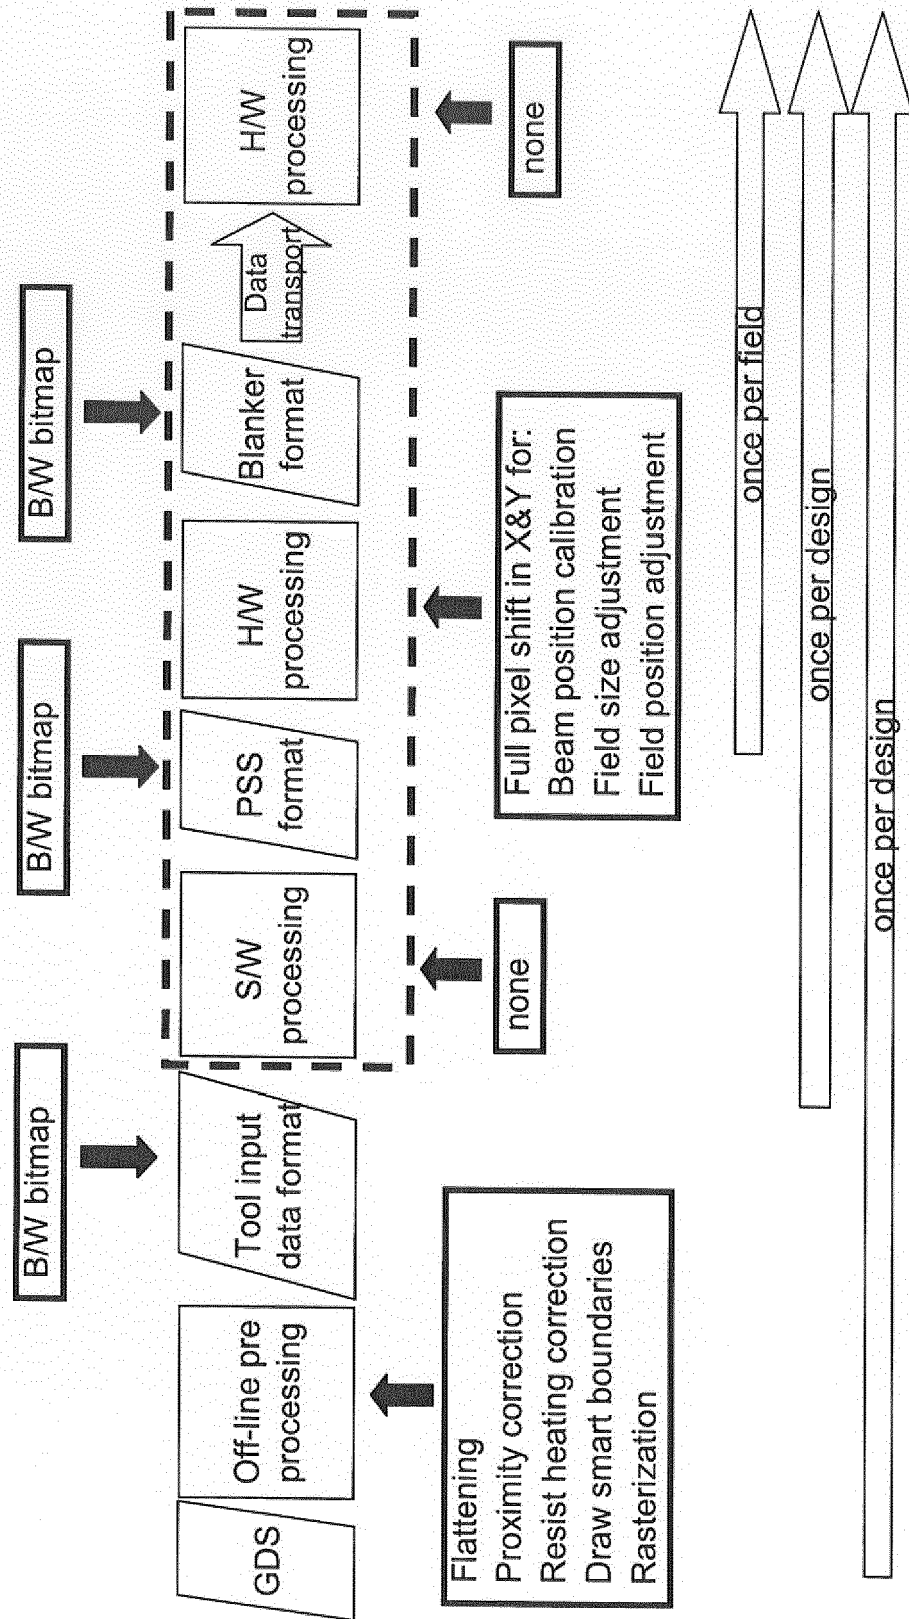 B/W bitmap
B/W bitmap
B/W bitmap
GDS
Off-line pre
processing
Tool input
data format
S/W
processing
PSS
format
H/W
processing
Blanker
format
Data
transport
H/W
processing
Flattening
Proximity correction
Resist heating correction
Draw smart boundaries
Rasterization
none
Full pixel shift in X&Y for:
Beam position calibration
Field size adjustment
Field position adjustment
none
once per field
once per design
once per design